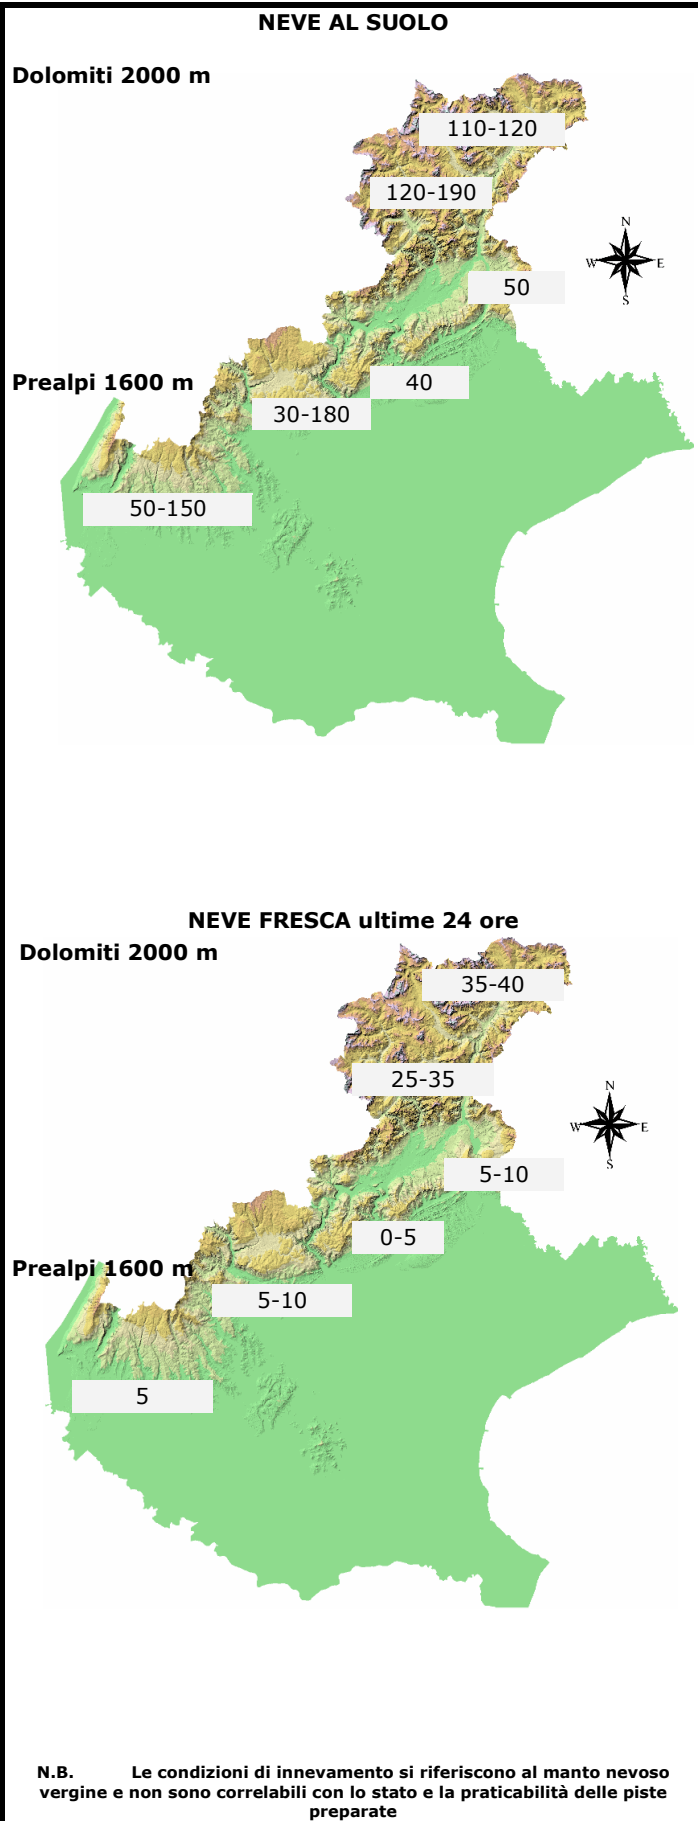 NEVE AL SUOLO
Dolomiti 2000 m
110-120
120-190
N
W E
S
50
Prealpi 1600 m
40
30-180
50-150
NEVE FRESCA ultime 24 ore
Dolomiti 2000 m
35-40
25-35
N
W E
S
5-10
0-5
Prealpi 1600 m
5-10
5
N.B. Le condizioni di innevamento si riferiscono al manto nevoso
vergine e non sono correlabili con lo stato e la praticabilità delle piste
preparate